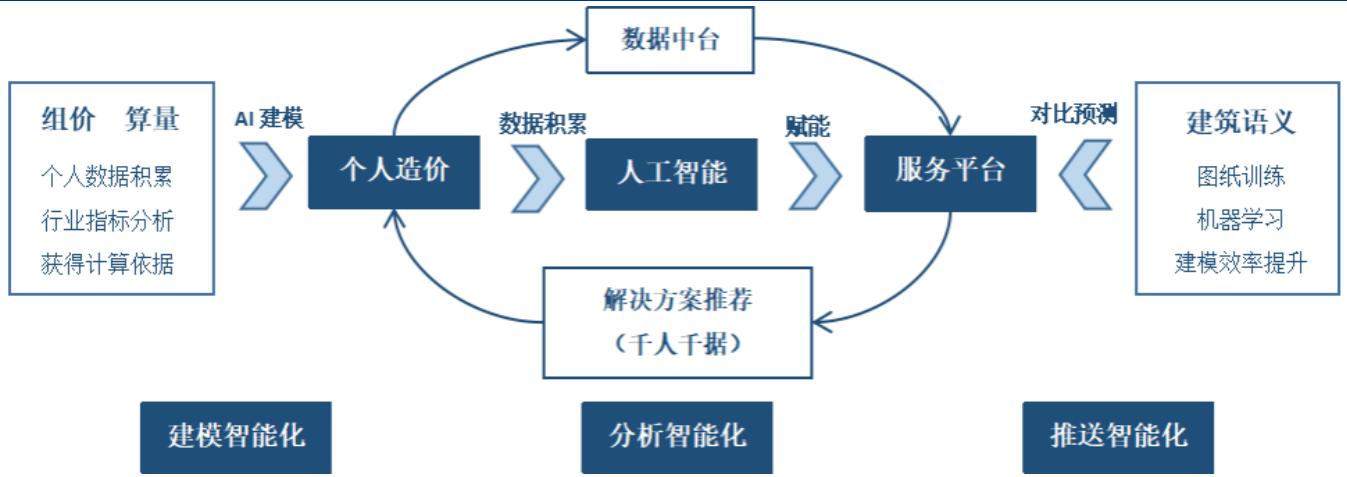 数据中台
组价 算量
个人数据积累
行业指标分析
获得计算依据
AI 建模
个人造价
数据积累
人工智能
赋能
服务平台
对比预测
建筑语义
图纸训练
机器学习
建模效率提升
解决方案推荐
（千人千据）
建模智能化
分析智能化
推送智能化